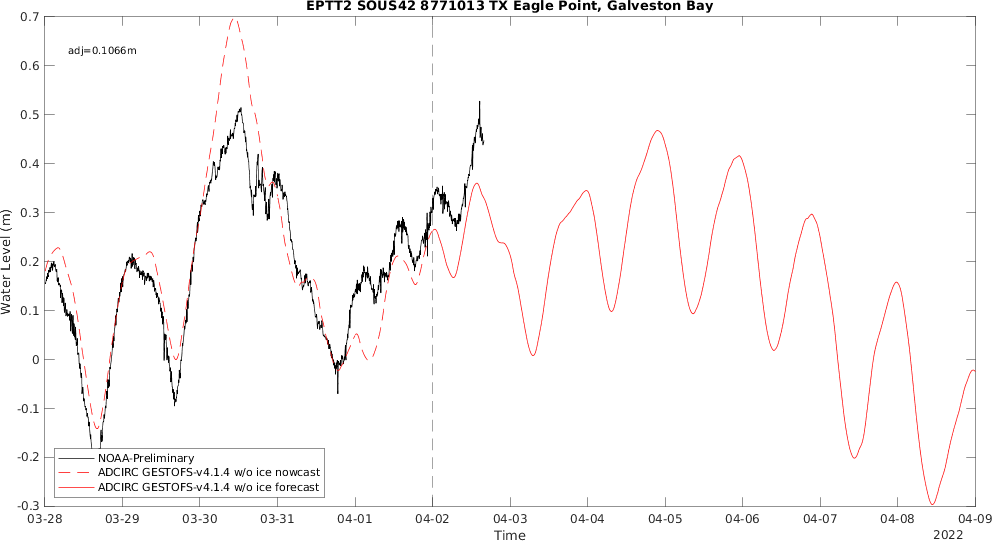 EPTT2 SOUS42 8771013 TX Eagle Point, Galveston Bay
adj=0.1066m
0.7
0.6
0.5
0.4
0.3
0.2
0.1
0
-0.1
-0.2
-0.3
Water Level (m)
NOAA-Preliminary
ADCIRC GESTOFS-v4.1.4 w/o ice nowcast
ADCIRC GESTOFS-v4.1.4 w/o ice forecast
03-28 03-29 03-30 03-31 04-01 04-02 04-03 04-04 04-05 04-06 04-07 04-08 04-09
Time
2022